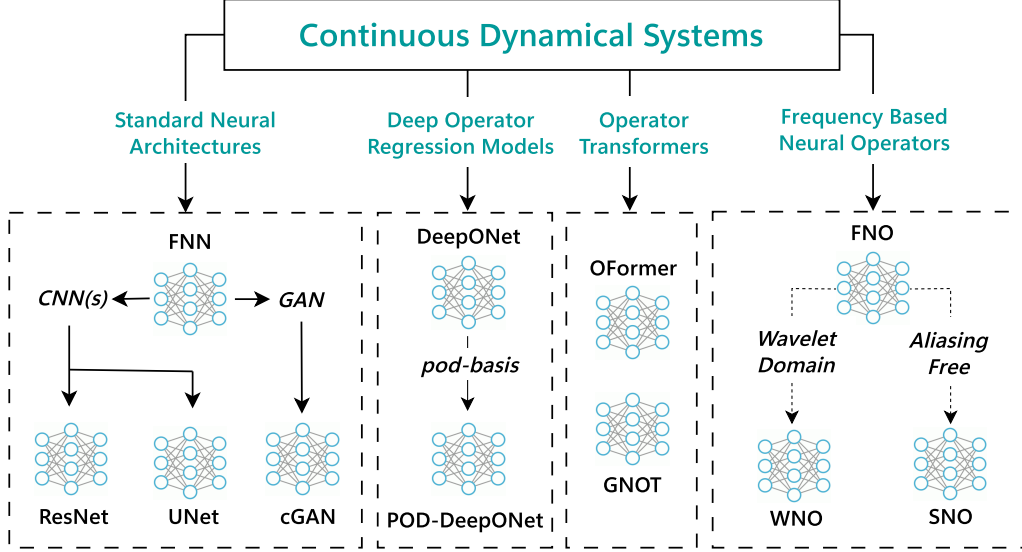 Continuous Dynamical Systems
Standard Neural
Architectures
Deep Operator
Regression Models
Operator
Transformers
Frequency Based
Neural Operators
FNN
CNN(s)
GAN
ResNet
UNet
cGAN
DeepONet
pod-basis
POD-DeepONet
OFormer
GNOT
FNO
Wavelet
Domain
Aliasing
Free
WNO
SNO